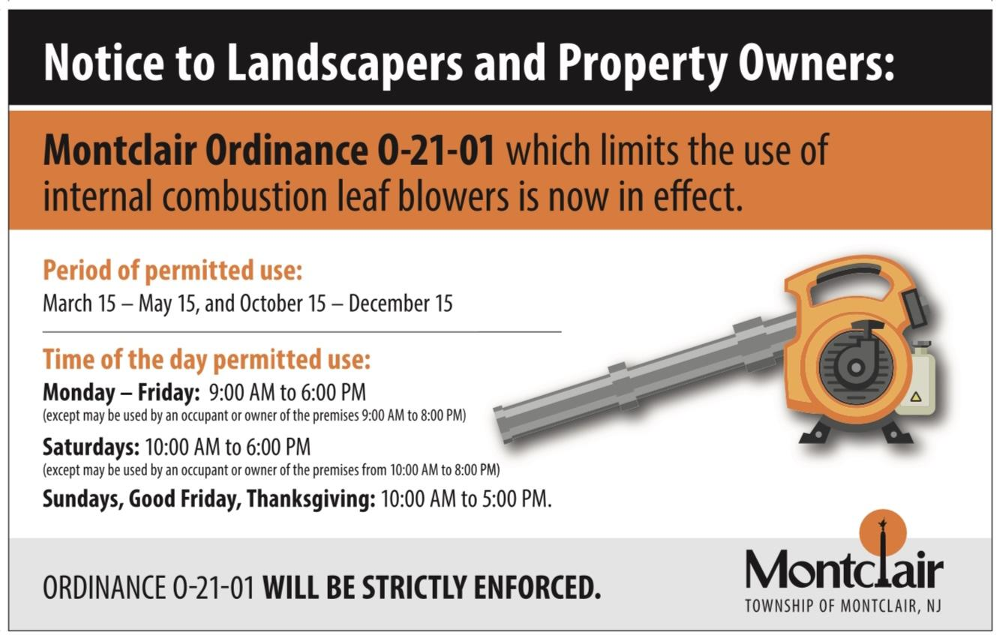 Notice to Landscapers and Property Owners:
Montclair Ordinance O-21-01 which limits the use of
internal combustion leaf blowers is now in effect.
Period of permitted use:
March 15 – May 15, and October 15 – December 15
Time of the day permitted use:
Monday – Friday: 9:00 AM to 6:00 PM
(except may be used by an occupant or owner of the premises 9:00 AM to 8:00 PM)
Saturdays: 10:00 AM to 6:00 PM
(except may be used by an occupant or owner of the premises from 10:00 AM to 8:00 PM)
Sundays, Good Friday, Thanksgiving: 10:00 AM to 5:00 PM.
ORDINANCE O-21-01 WILL BE STRICTLY ENFORCED.
Montclair
TOWNSHIP OF MONTCLAIR, NJ